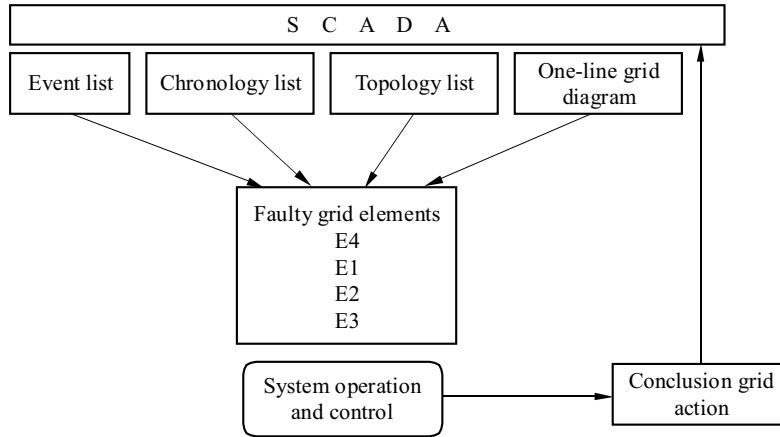 S C A D A
Event list
Chronology list
Topology list
One-line grid
diagram
Faulty grid elements
E4
E1
E2
E3
System operation
and control
Conclusion grid
action